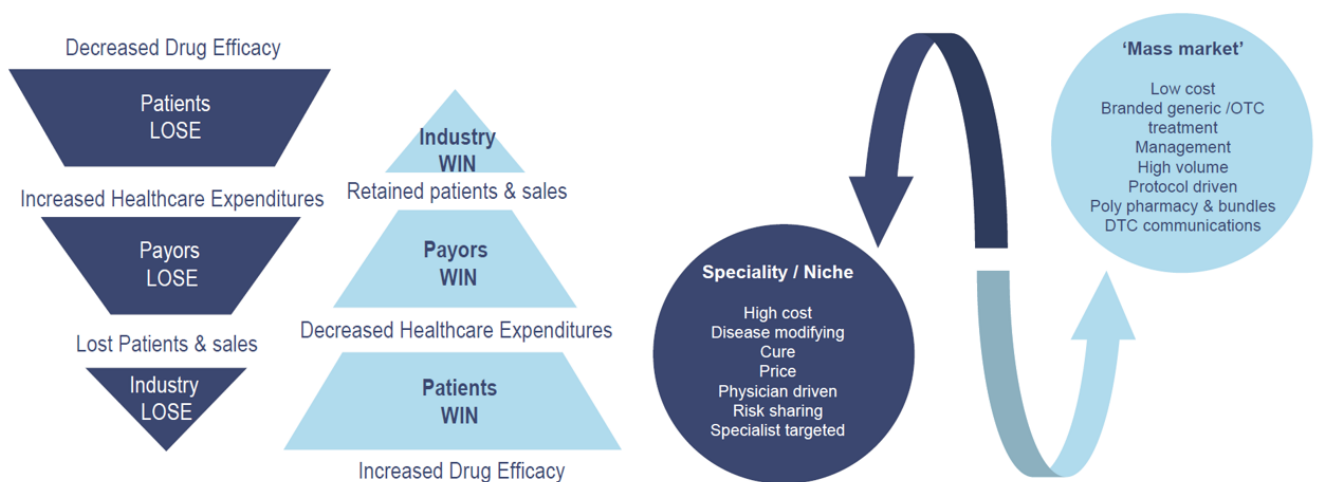 Decreased Drug Efficacy
Patients
LOSE
Increased Healthcare Expenditures
Payors
LOSE
Lost Patients & sales
Industry
LOSE
Industry
WIN
Retained patients & sales
Payors
WIN
Decreased Healthcare Expenditures
Patients
WIN
Increased Drug Efficacy
Speciality / Niche
High cost
Disease modifying
Cure
Price
Physician driven
Risk sharing
Specialist targeted
‘Mass market’
Low cost
Branded generic /OTC
treatment
Management
High volume
Protocol driven
Poly pharmacy & bundles
DTC communications